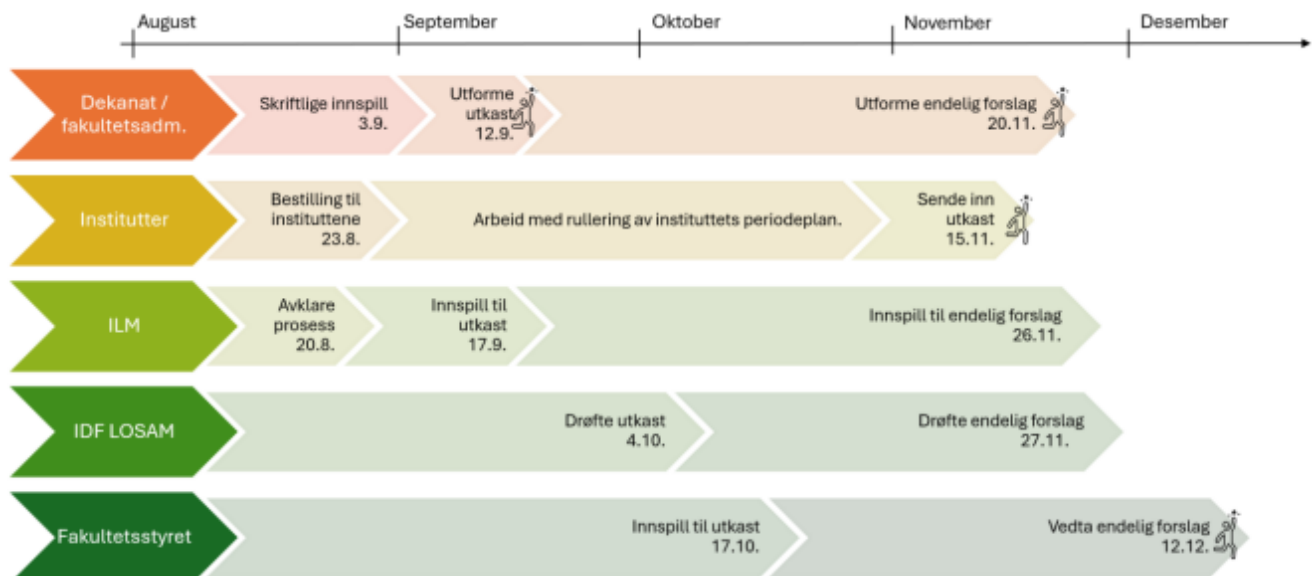 August
September
Oktober
November
Desember
Dekanat /
fakultetsadm.
Skriftlige innspill
3.9.
Utforme
utkast
12.9.
Utforme endelig forslag
20.11.
Institutter
Bestilling til
instituttene
23.8.
Arbeid med rullering av instituttets periodeplan.
Sende inn
utkast
15.11.
ILM
Avklare
prosess
20.8.
Innspill til
utkast
17.9.
Innspill til endelig forslag
26.11.
IDF LOSAM
Drøfte utkast
4.10.
Drøfte endelig forslag
27.11.
Fakultetsstyret
Innspill til utkast
17.10.
Vedta endelig forslag
12.12.